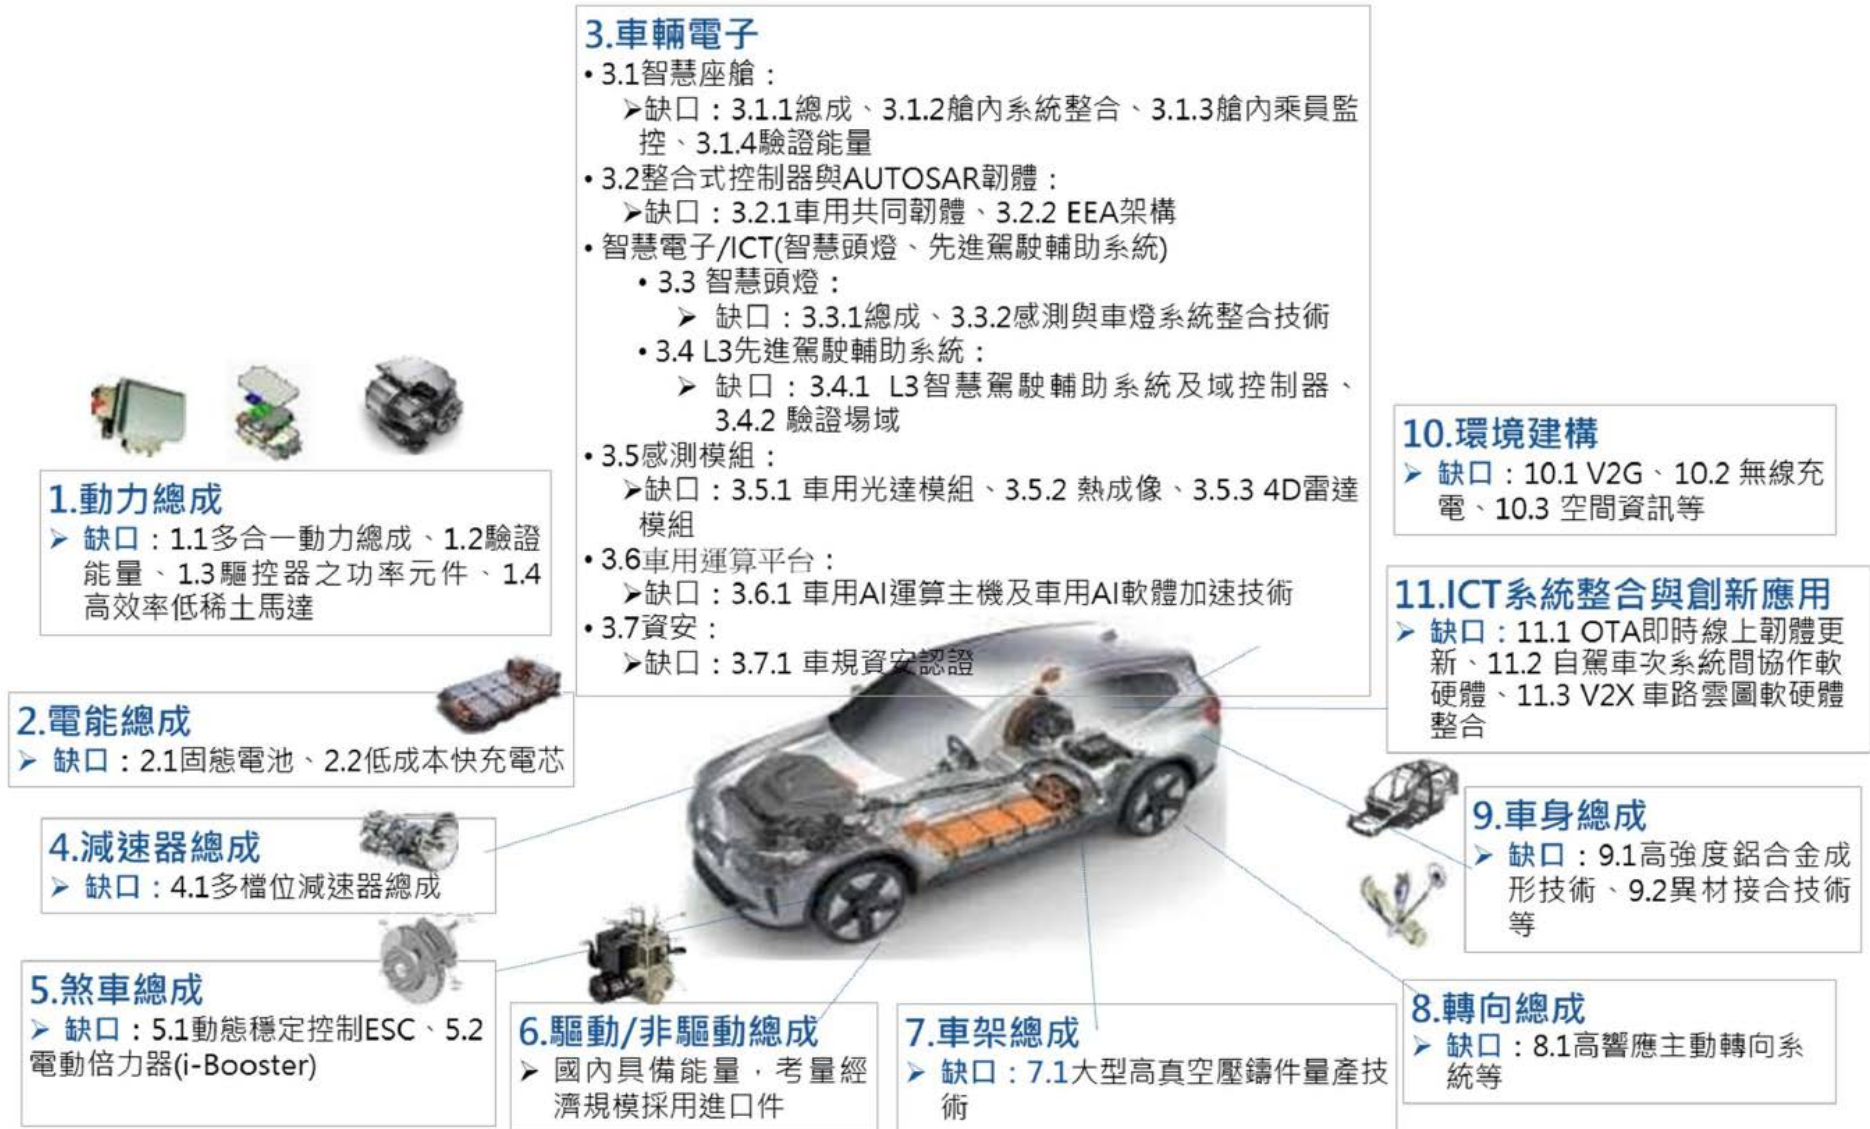 3.車輛電子
• 3.1智慧座艙：
➢缺口：3.1.1總成、3.1.2艙內系統整合、3.1.3艙內乘員監
控、3.1.4驗證能量
• 3.2整合式控制器與AUTOSAR韌體：
➢缺口：3.2.1車用共同韌體、3.2.2 EEA架構
• 智慧電子/ICT(智慧頭燈、先進駕駛輔助系統)
• 3.3 智慧頭燈：
➢ 缺口：3.3.1總成、3.3.2感測與車燈系統整合技術
• 3.4 L3先進駕駛輔助系統：
➢ 缺口：3.4.1 L3智慧駕駛輔助系統及域控制器、
3.4.2 驗證場域
• 3.5感測模組：
➢缺口：3.5.1 車用光達模組、3.5.2 熱成像、3.5.3 4D雷達
模組
• 3.6車用運算平台：
➢缺口：3.6.1 車用AI運算主機及車用AI軟體加速技術
• 3.7資安：
➢缺口：3.7.1 車規資安認證
1.動力總成
➢ 缺口：1.1多合一動力總成、1.2驗證
能量、1.3驅控器之功率元件、1.4
高效率低稀土馬達
2.電能總成
➢ 缺口：2.1固態電池、2.2低成本快充電芯
4.減速器總成
➢ 缺口：4.1多檔位減速器總成
5.煞車總成
➢ 缺口：5.1動態穩定控制ESC、5.2
電動倍力器(i-Booster)
6.驅動/非驅動總成
➢ 國內具備能量，考量經
濟規模採用進口件
7.車架總成
➢ 缺口：7.1大型高真空壓鑄件量產技
術
8.轉向總成
➢ 缺口：8.1高響應主動轉向系
統等
9.車身總成
➢ 缺口：9.1高強度鋁合金成
形技術、9.2異材接合技術
等
10.環境建構
➢ 缺口：10.1 V2G、10.2 無線充
電、10.3 空間資訊等
11.ICT系統整合與創新應用
➢ 缺口：11.1 OTA即時線上韌體更
新、11.2 自駕車次系統間協作軟
硬體、11.3 V2X 車路雲圖軟硬體
整合